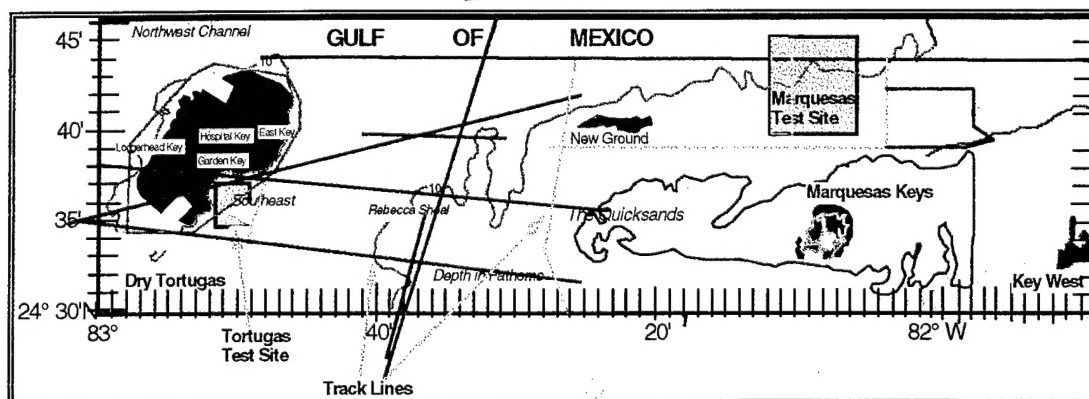 45'
Northwest Channel
GULF OF MEXICO
10
Marquesas
Test Site
40'
Hospital Key
East Key
New Ground
Loggerhead Key
Garden Key
10
Marquesas Keys
Southeast
Rebecca Shoal
The Quicksands
35'
Depth in Fathoms
Dry Tortugas
Key West
24° 30'
83°
40'
20'
82° W
Tortugas
Test Site
Track Lines